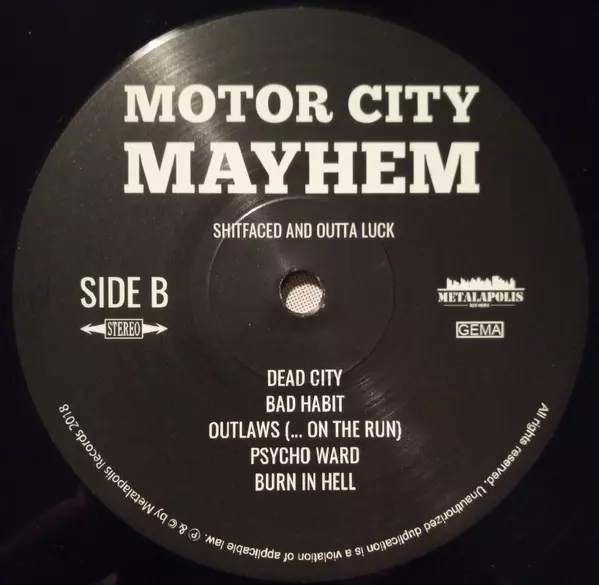 MOTOR CITY
MAYHEM
SHITFACED AND OUTTA LUCK
SIDE B
STEREO
METALAPOLIS
RECORDS
GEMA
DEAD CITY
BAD HABIT
OUTLAWS (... ON THE RUN)
PSYCHO WARD
BURN IN HELL
All rights reserved. Unauthorized duplication is a violation of applicable law. ℗ & © by Metalapolis Records 2018